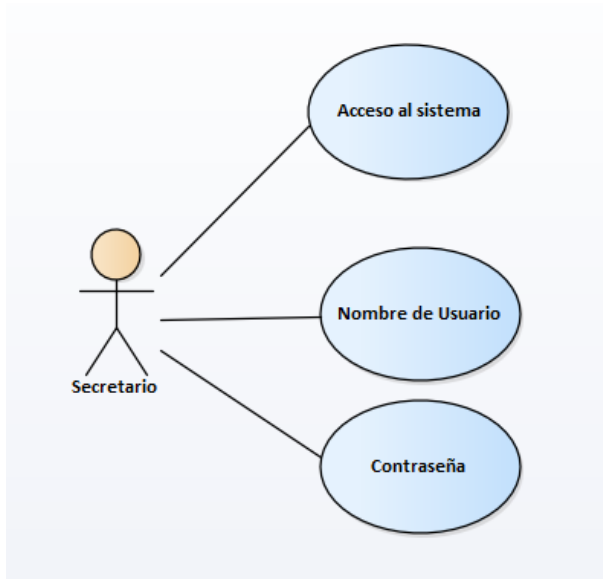 Acceso al sistema
Nombre de Usuario
Secretario
Contraseña